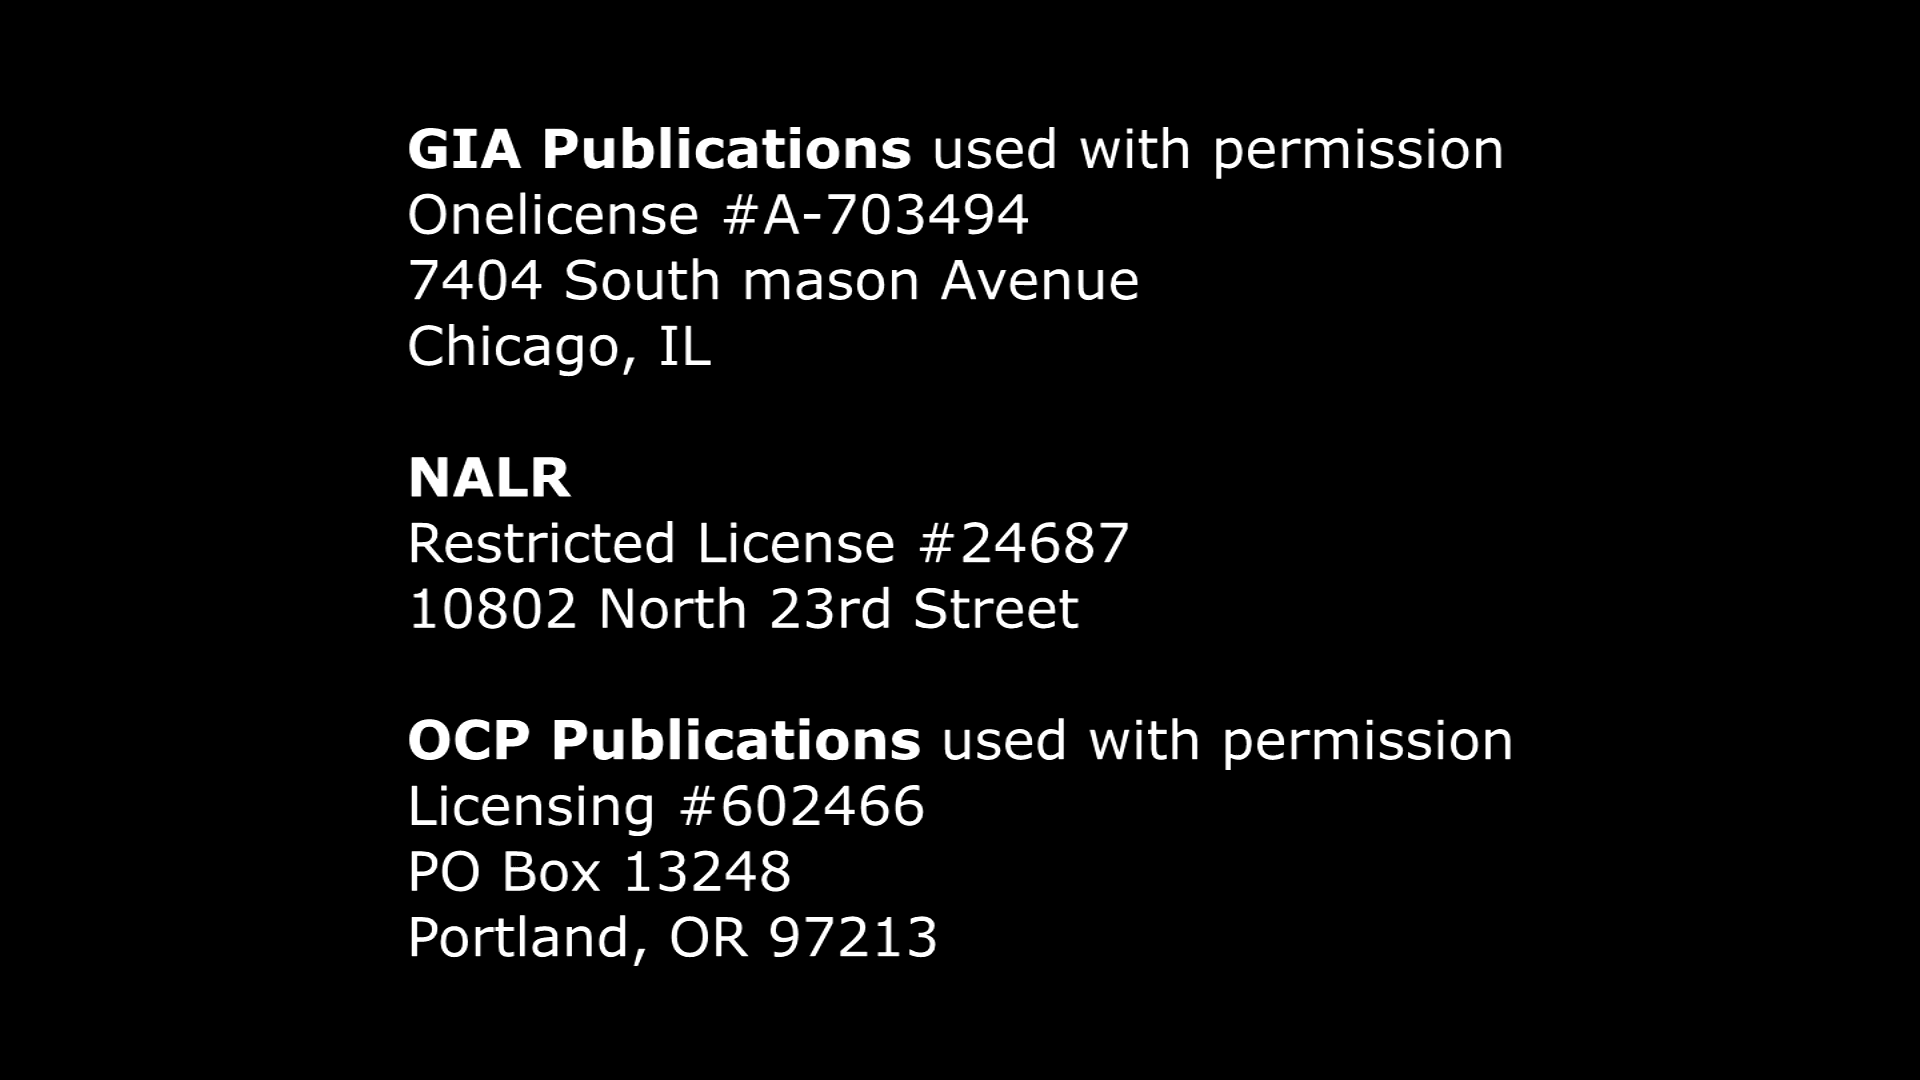 GIA Publications used with permission
Onelicense #A-703494
7404 South mason Avenue
Chicago, IL
NALR
Restricted License #24687
10802 North 23rd Street
OCP Publications used with permission
Licensing #602466
PO Box 13248
Portland, OR 97213